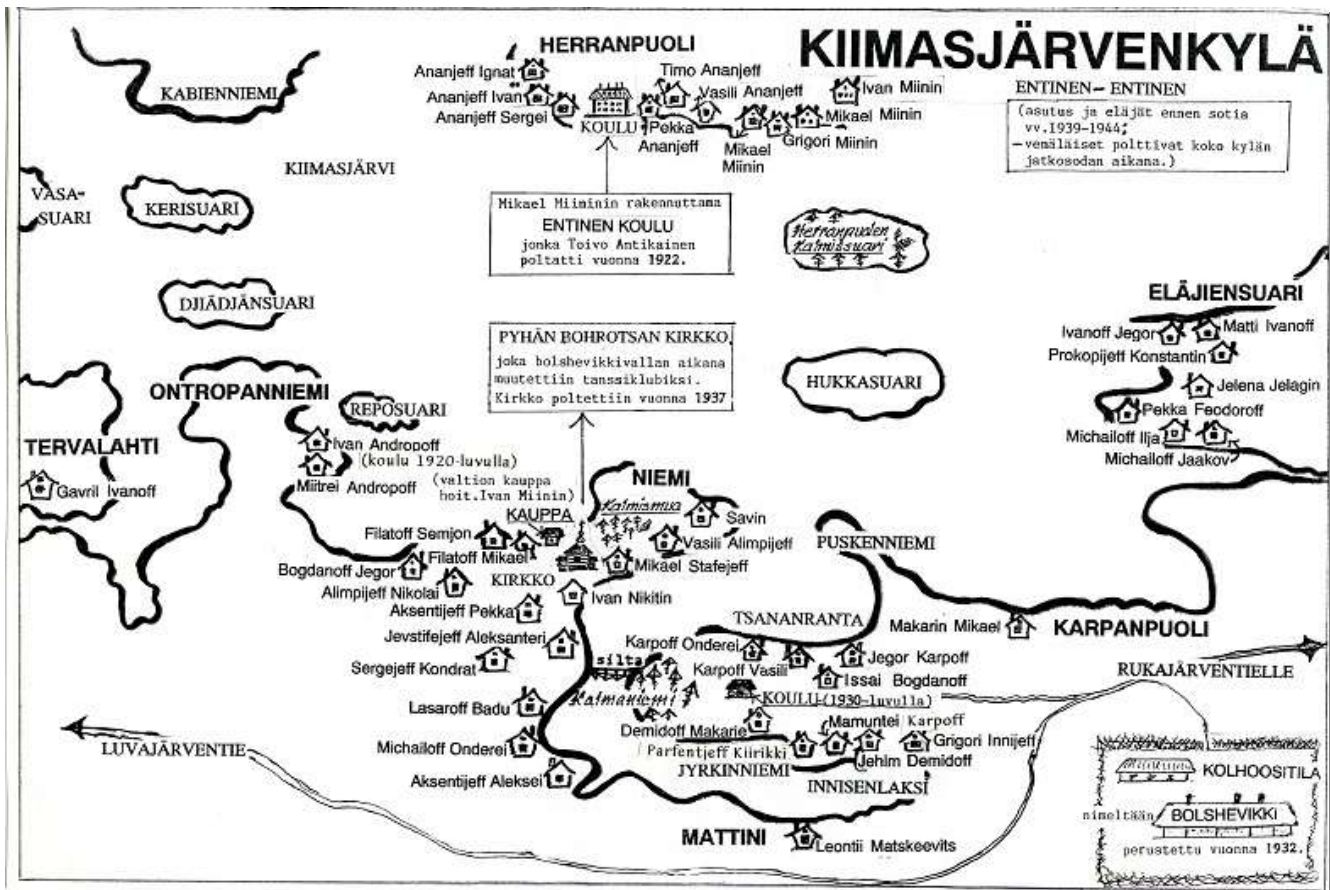 KIIMASJÄRVENKYLÄ
ENTINEN-ENTINEN
(asutus ja eläjät ennen sotia
vv.1939-1944;
-venäläiset polttivat koko kylän
jatkosodan aikana.)
HERRANPUOLI
Ananjeff Ignat
Ananjeff Ivan
Ananjeff Sergei
KOULU
Timo Ananjeff
Vasili Ananjeff
Pekka
Ananjeff
Mikael
Miinin
Grigori Miinin
Mikael Miinin
Ivan Miinin
KABIENNIEMI
KIIMASJÄRVI
VASA-
SUARI
KERISUARI
DJIÄDJÄNSUARI
Mikael Miiminin rakennuttama
ENTINEN KOULU
jonka Toivo Antikainen
poltatti vuonna 1922.
Herranpuolen
Kalmissuari
PYHÄN BOHROTSAN KIRKKO,
joka bolshevikkivallan aikana
muutettiin tanssiklubiksi.
Kirkko poltettiin vuonna 1937
HUKKASUARI
ELÄJIENSUARI
Ivanoff Jegor
Matti Ivanoff
Prokopijeff Konstantin
Jelena Jelagin
Pekka Feodoroff
Michailoff Ilja
Michailoff Jaakov
ONTROPANNIEMI
REPOSUARI
Ivan Andropoff
(koulu 1920-luvulla)
Miitrei Andropoff
TERVALAHTI
Gavril Ivanoff
(valtion kauppa
hoit.Ivan Miinin)
KAUPPA
NIEMI
Kalmismua
Savin
Vasili Alimpijeff
Mikael Stafejeff
Filatoff Semjon
Filatoff Mikael
Bogdanoff Jegor
KIRKKO
Alimpijeff Nikolai
Ivan Nikitin
Aksentijeff Pekka
Jevstifejeff Aleksanteri
Sergejeff Kondrat
Lasaroff Badu
Michailoff Onderei
Aksentijeff Aleksei
PUSKENNIEMI
TSANANRANTA
Makarin Mikael
KARPANPUOLI
RUKAJÄRVENTIELLE
Karpoff Onderei
Karpoff Vasili
Jegor Karpoff
Issai Bogdanoff
silta
Kalmaniemi
KOULU (1930-luvulla)
Demidoff Makarie
Mamuntei Karpoff
Parfentjeff Kiirikki
Grigori Innijeff
Jehim Demidoff
JYRKINNIEMI
INNISENLAKSI
LUVAJÄRVENTIE
MATTINI
Leontii Matskeevits
KOLHOOSITILA
nimeltään
BOLSHEVIKKI
perustettu vuonna 1932.